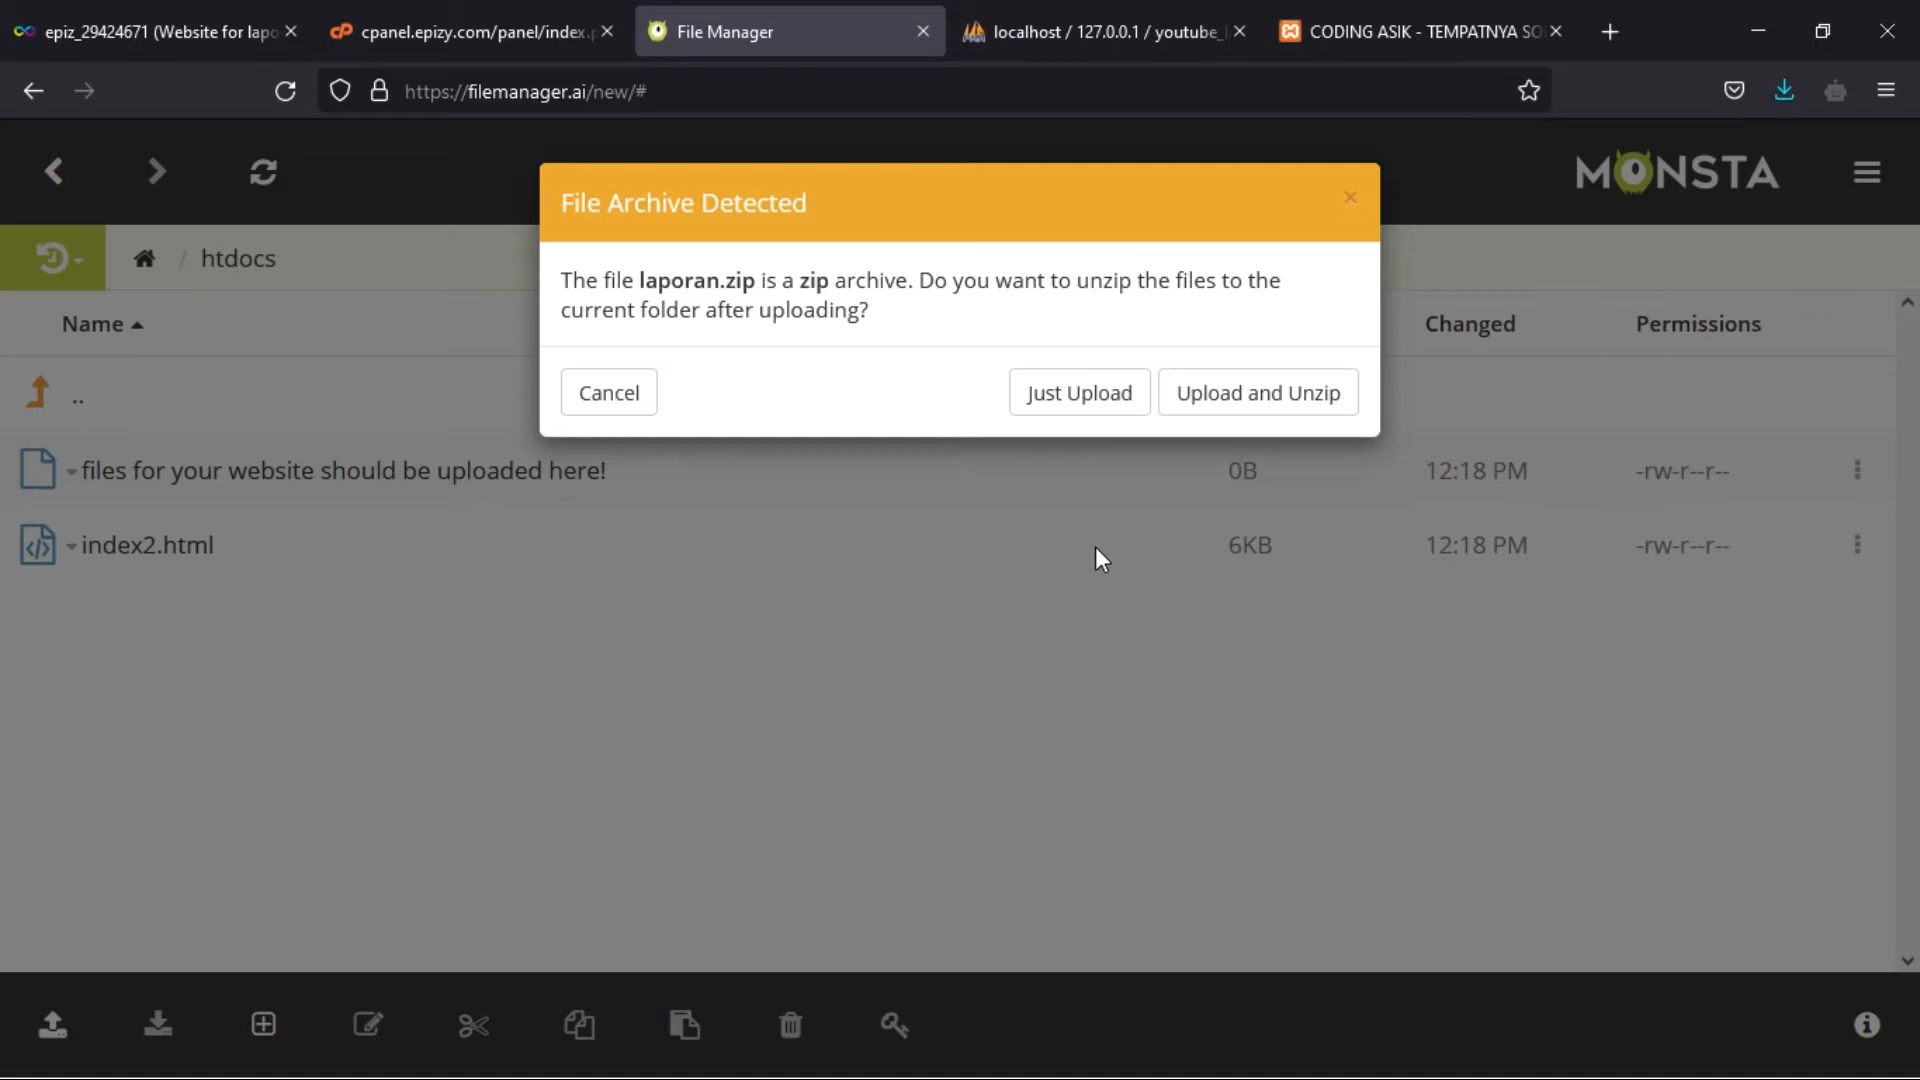 epiz_29424671 (Website for lapo
cpanel.epizy.com/panel/index.p
File Manager
localhost / 127.0.0.1 / youtube_l
CODING ASIK - TEMPATNYA SO
https://filemanager.ai/new/#
MONSTA
File Archive Detected
The file laporan.zip is a zip archive. Do you want to unzip the files to the
current folder after uploading?
Cancel
Just Upload
Upload and Unzip
/ htdocs
Name
Changed
Permissions
..
files for your website should be uploaded here!
0B
12:18 PM
-rw-r--r--
index2.html
6KB
12:18 PM
-rw-r--r--